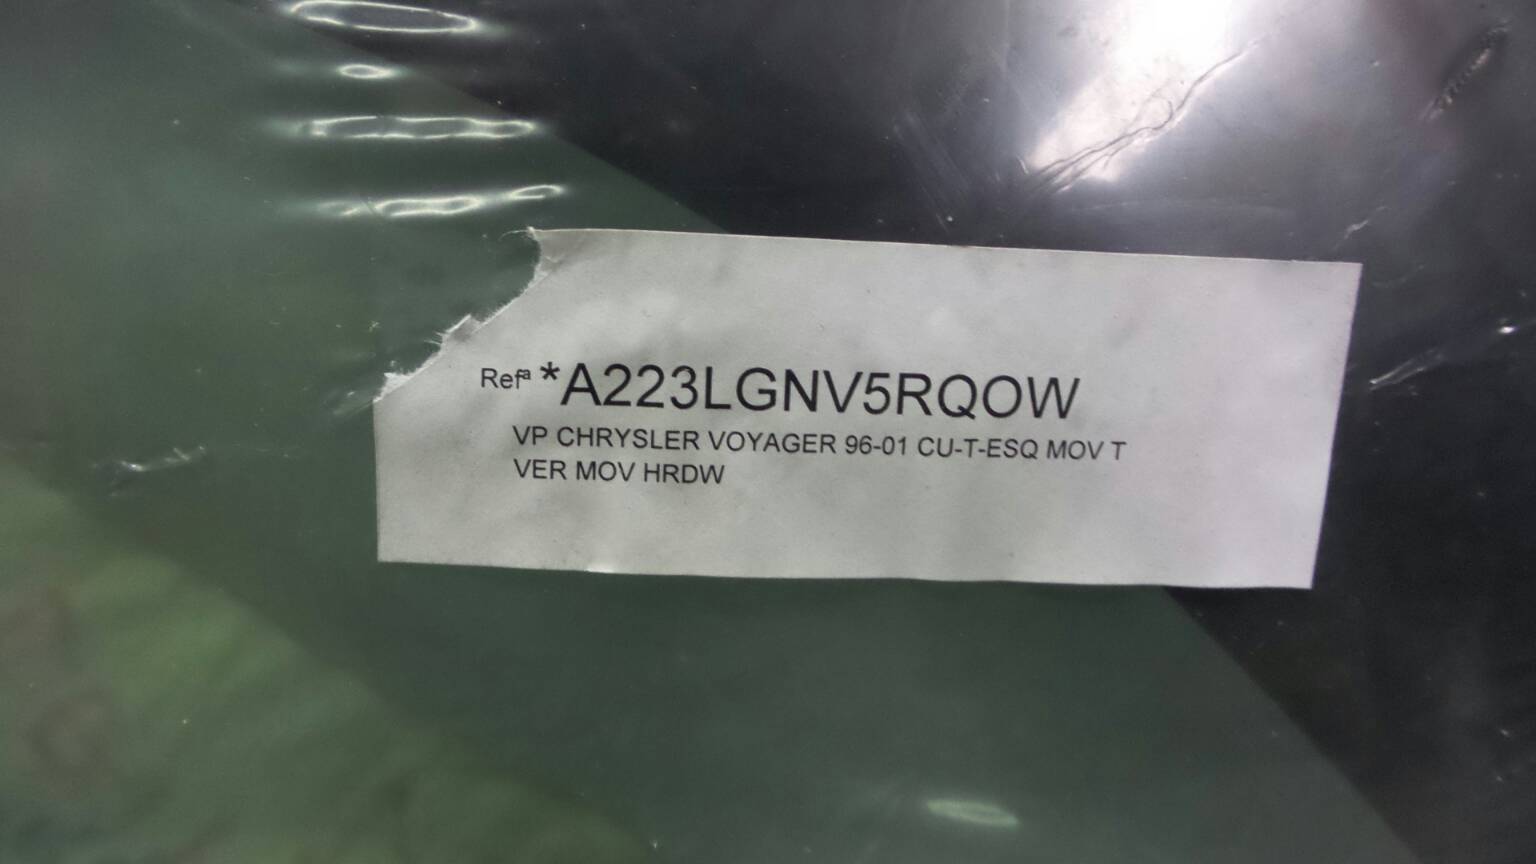 Refª *A223LGNV5RQOW
VP CHRYSLER VOYAGER 96-01 CU-T-ESQ MOV T
VER MOV HRDW